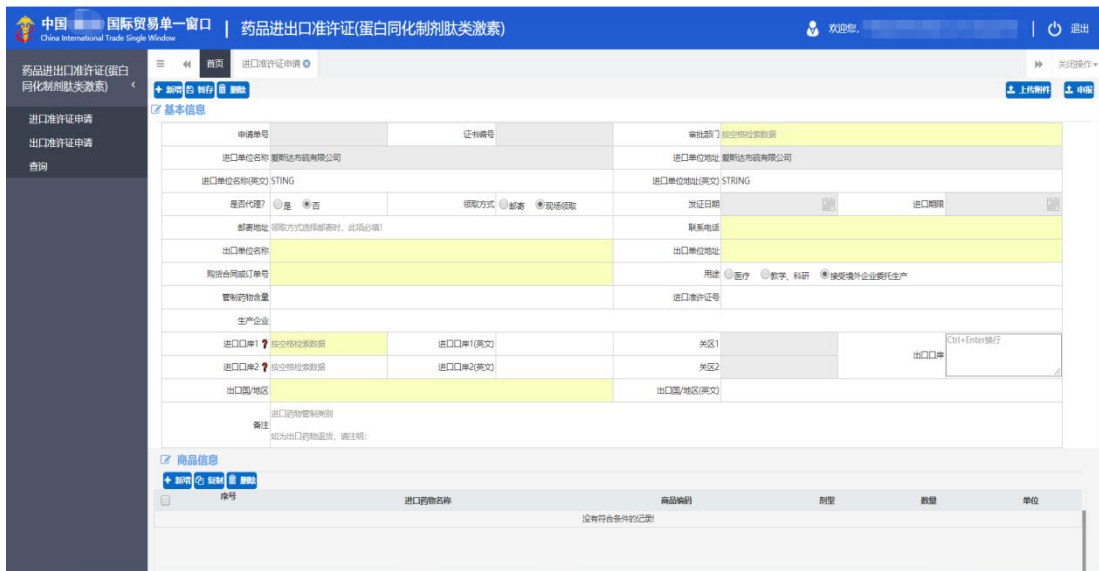 中国 国际贸易单一窗口 | 药品进出口准许证(蛋白同化制剂肽类激素) 欢迎您, | 退出
China International Trade Single Window
药品进出口准许证(蛋白同化制剂肽类激素) <
进口准许证申请
出口准许证申请
查询
首页 进口准许证申请 关闭操作
新增 暂存 删除 上传附件 申报
基本信息
申请单号 证书编号 审批部门 按空格检索数据
进口单位名称 爱斯达布硫有限公司 进口单位地址 爱斯达布硫有限公司
进口单位名称(英文) STING 进口单位地址(英文) STRING
是否代理? 是 否 领取方式 邮寄 现场领取 发证日期 进口期限
邮寄地址 领取方式选择邮寄时,此项必填! 联系电话
出口单位名称 出口单位地址
购货合同或订单号 用途 医疗 教学、科研 接受境外企业委托生产
管制药物含量 进口准许证号
生产企业
进口口岸1 ? 按空格检索数据 进口口岸1(英文) 关区1 出口口岸 Ctrl+Enter换行
进口口岸2 ? 按空格检索数据 进口口岸2(英文) 关区2
出口国/地区 出口国/地区(英文)
备注 进口药物管制类别
如为出口药物退货,请注明:
商品信息
新增 复制 删除
序号 进口药物名称 商品编码 剂型 数量 单位
没有符合条件的记录!